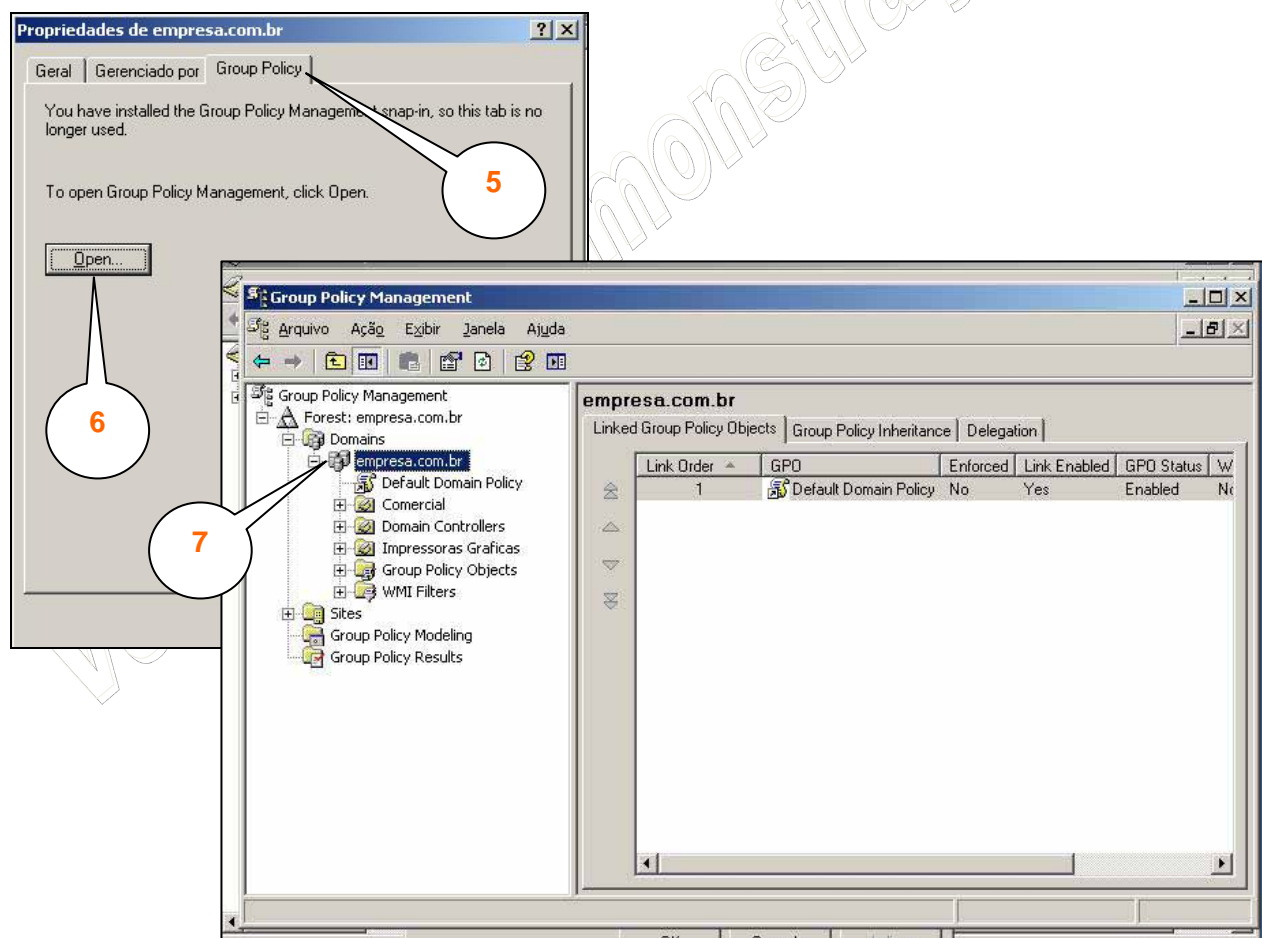 Propriedades de empresa.com.br
Geral
Gerenciado por
Group Policy
You have installed the Group Policy Management snap-in, so this tab is no
longer used.
5
To open Group Policy Management, click Open.
Open...
6
Group Policy Management
Arquivo Ação Exibir Janela Ajuda
Group Policy Management
Forest: empresa.com.br
Domains
empresa.com.br
Default Domain Policy
Comercial
Domain Controllers
Impressoras Graficas
Group Policy Objects
WMI Filters
Sites
Group Policy Modeling
Group Policy Results
7
empresa.com.br
Linked Group Policy Objects
Group Policy Inheritance
Delegation
Link Order GPO Enforced Link Enabled GPO Status W
1 Default Domain Policy No Yes Enabled